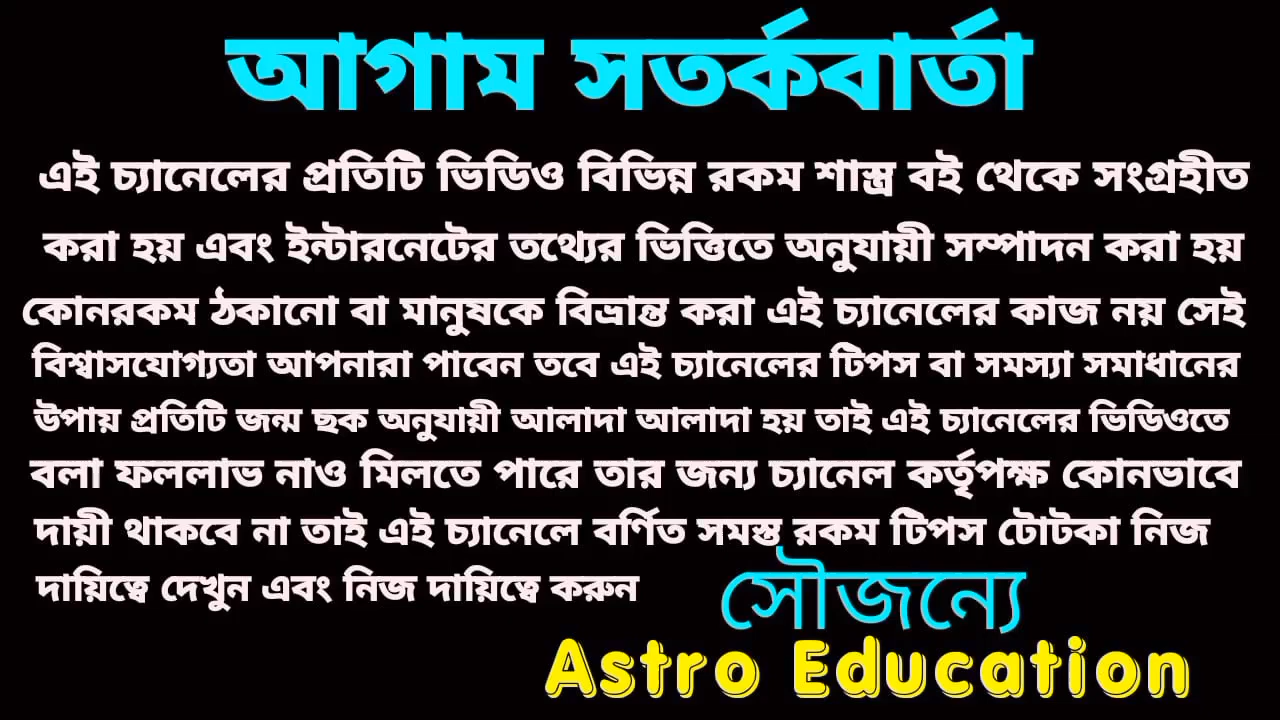 আগাম সতর্কবার্তা
এই চ্যানেলের প্রতিটি ভিডিও বিভিন্ন রকম শাস্ত্র বই থেকে সংগ্রহীত
করা হয় এবং ইন্টারনেটের তথ্যের ভিত্তিতে অনুযায়ী সম্পাদন করা হয়
কোনরকম ঠকানো বা মানুষকে বিভ্রান্ত করা এই চ্যানেলের কাজ নয় সেই
বিশ্বাসযোগ্যতা আপনারা পাবেন তবে এই চ্যানেলের টিপস বা সমস্যা সমাধানের
উপায় প্রতিটি জন্ম ছক অনুযায়ী আলাদা আলাদা হয় তাই এই চ্যানেলের ভিডিওতে
বলা ফললাভ নাও মিলতে পারে তার জন্য চ্যানেল কর্তৃপক্ষ কোনভাবে
দায়ী থাকবে না তাই এই চ্যানেলে বর্ণিত সমস্ত রকম টিপস টোটকা নিজ
দায়িত্বে দেখুন এবং নিজ দায়িত্বে করুন
সৌজন্যে
Astro Education